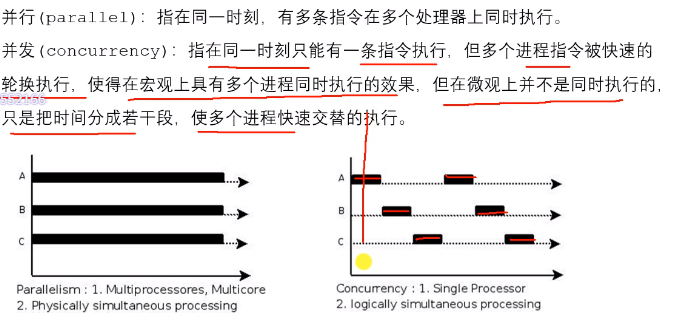 并行(parallel)：指在同一时刻，有多条指令在多个处理器上同时执行。
并发(concurrency)：指在同一时刻只能有一条指令执行，但多个进程指令被快速的
轮换执行，使得在宏观上具有多个进程同时执行的效果，但在微观上并不是同时执行的，
只是把时间分成若干段，使多个进程快速交替的执行。
A
B
C
Parallelism : 1. Multiprocessores, Multicore
2. Physically simultaneous processing
A
B
C
Concurrency : 1. Single Processor
2. logically simultaneous processing